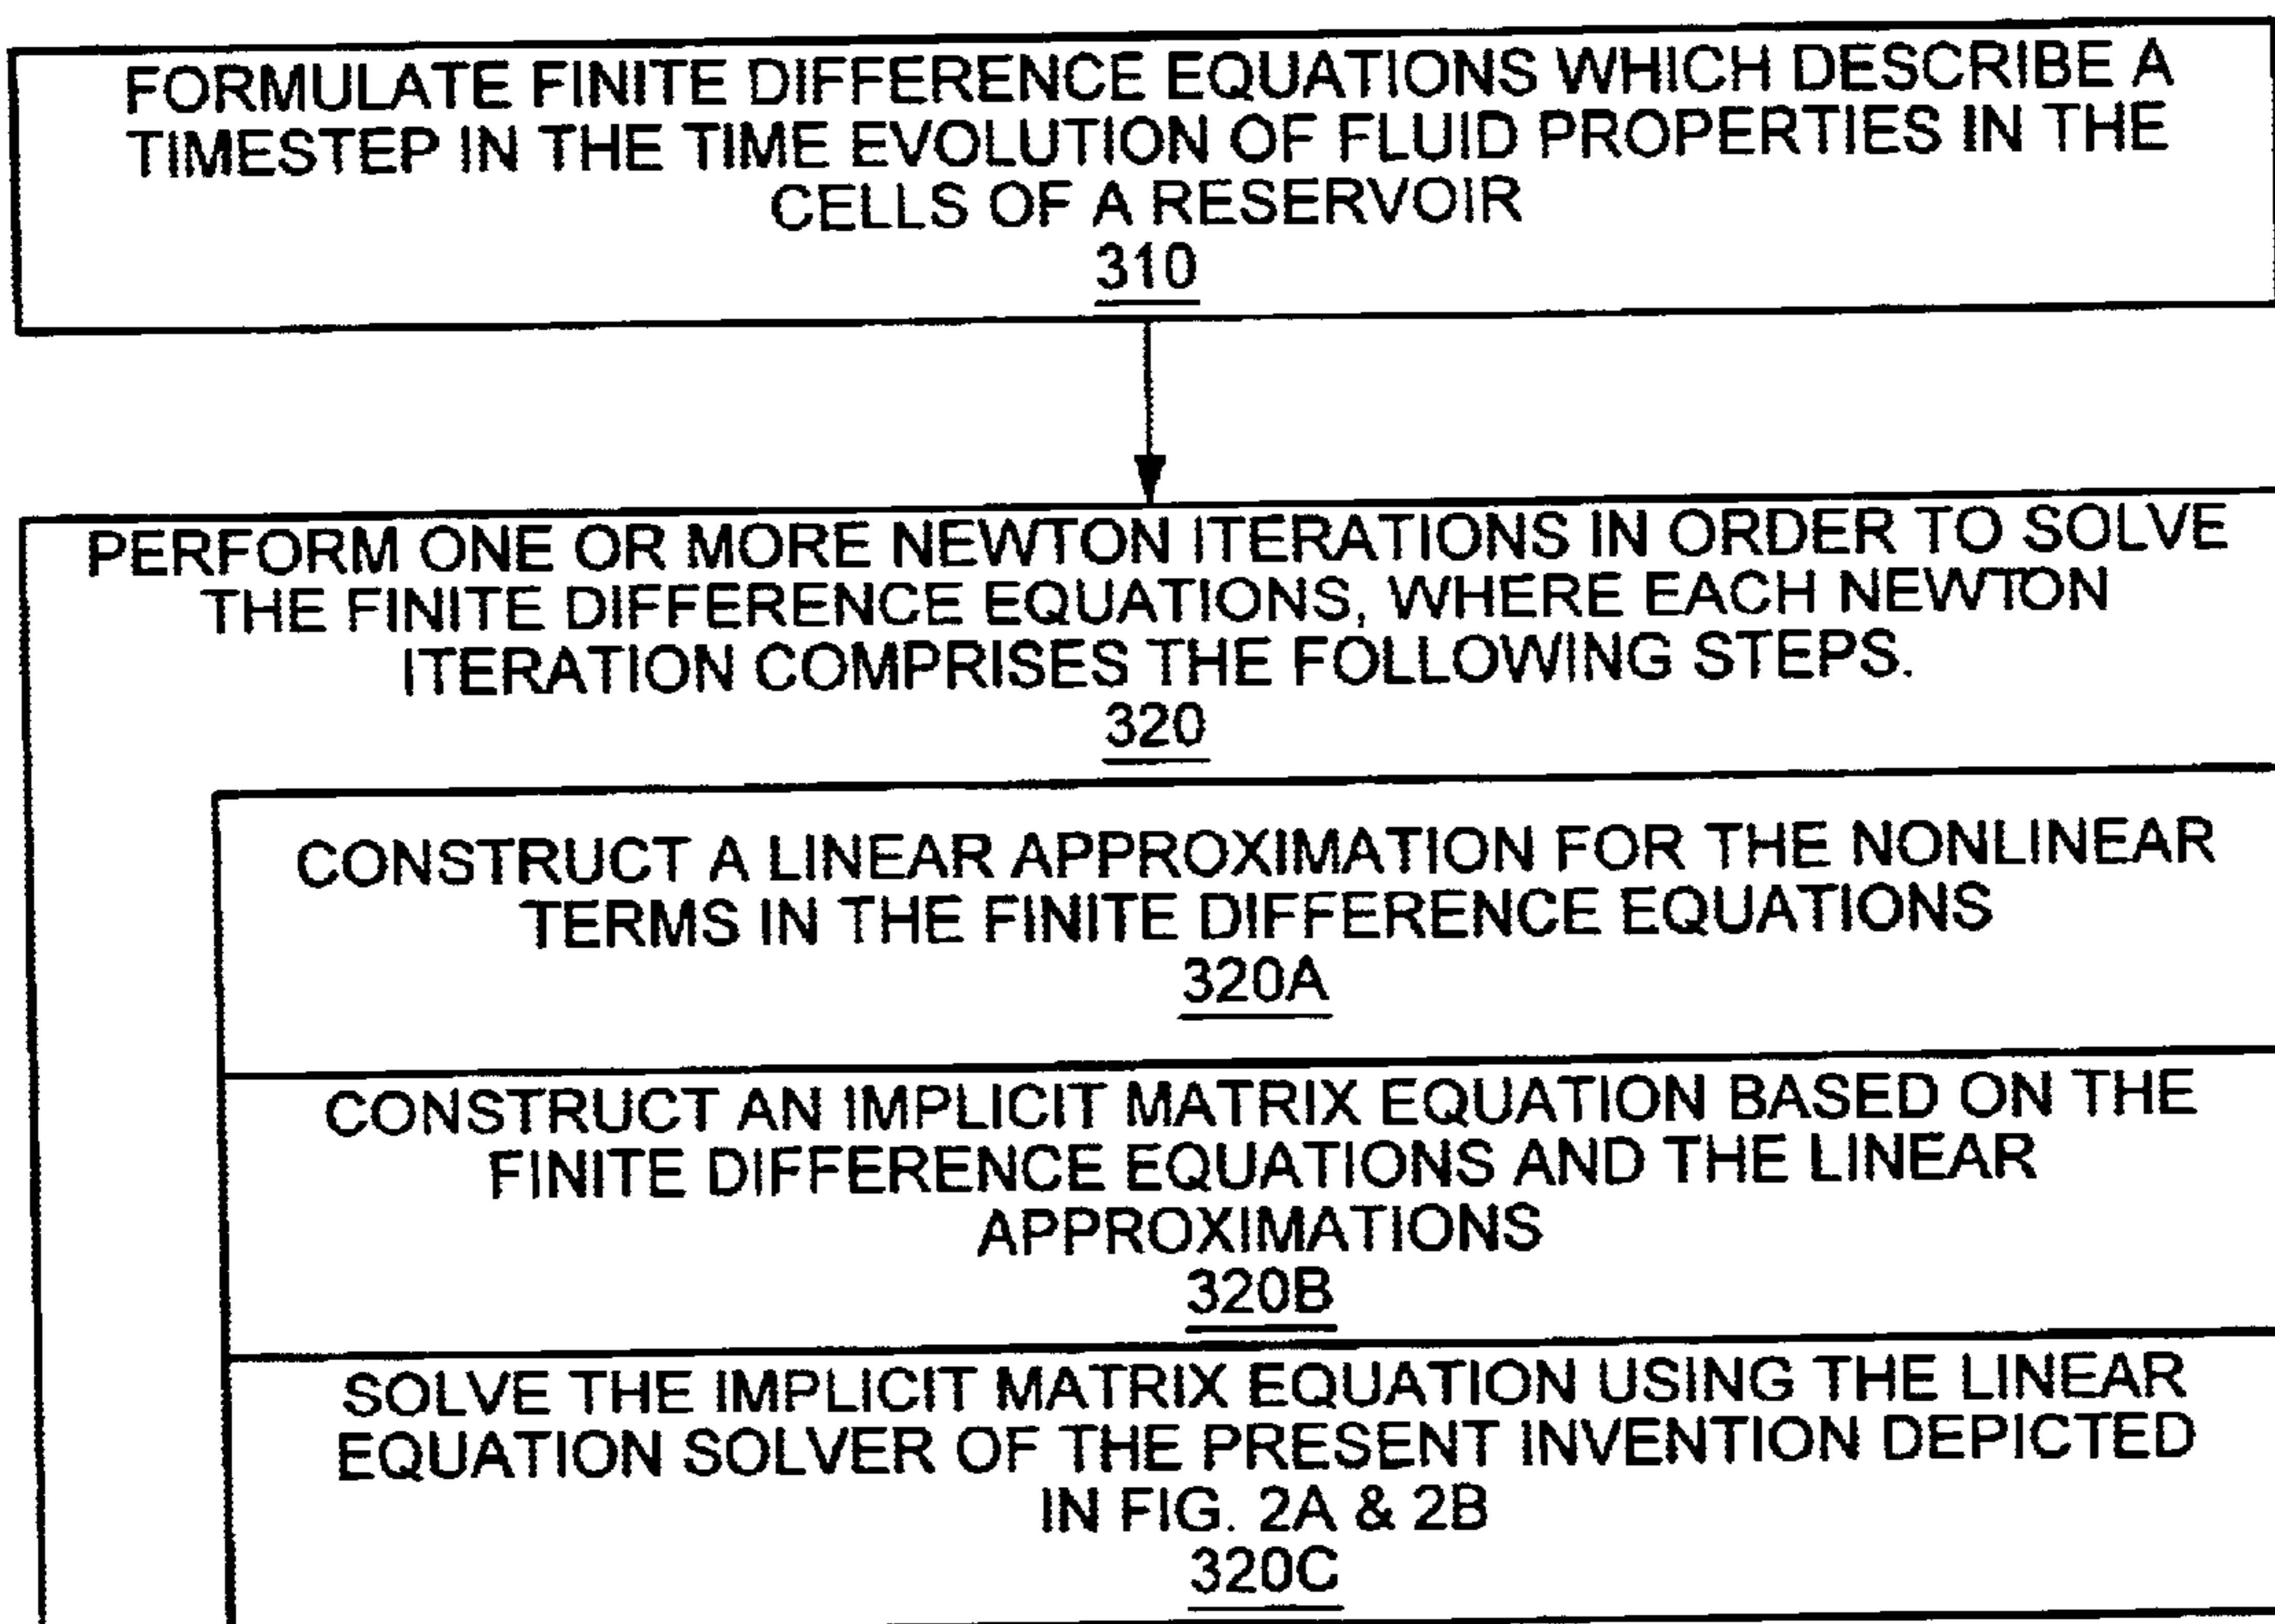 FORMULATE FINITE DIFFERENCE EQUATIONS WHICH DESCRIBE A
TIMESTEP IN THE TIME EVOLUTION OF FLUID PROPERTIES IN THE
CELLS OF A RESERVOIR
310
PERFORM ONE OR MORE NEWTON ITERATIONS IN ORDER TO SOLVE
THE FINITE DIFFERENCE EQUATIONS, WHERE EACH NEWTON
ITERATION COMPRISES THE FOLLOWING STEPS.
320
CONSTRUCT A LINEAR APPROXIMATION FOR THE NONLINEAR
TERMS IN THE FINITE DIFFERENCE EQUATIONS
320A
CONSTRUCT AN IMPLICIT MATRIX EQUATION BASED ON THE
FINITE DIFFERENCE EQUATIONS AND THE LINEAR
APPROXIMATIONS
320B
SOLVE THE IMPLICIT MATRIX EQUATION USING THE LINEAR
EQUATION SOLVER OF THE PRESENT INVENTION DEPICTED
IN FIG. 2A & 2B
320C